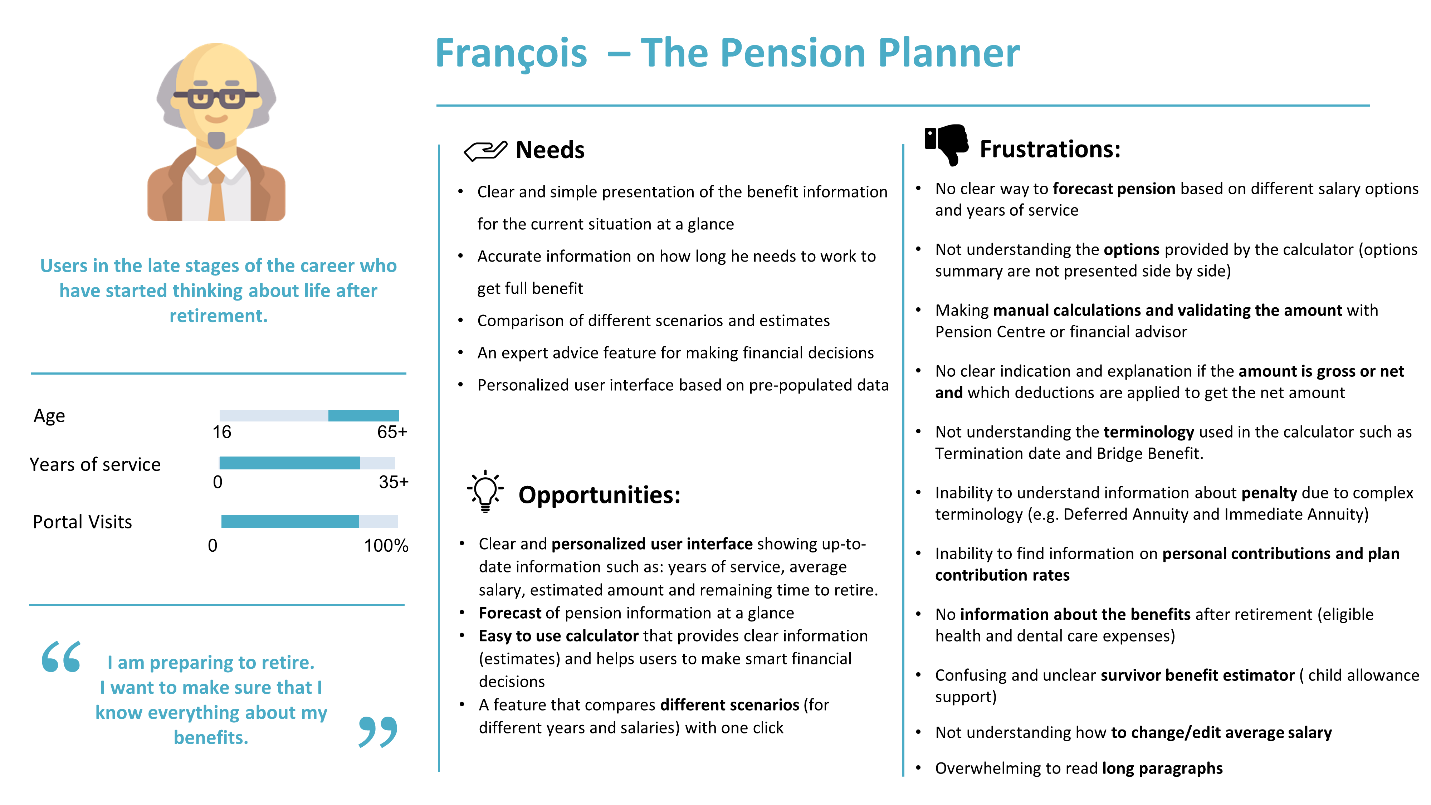 François – The Pension Planner
Users in the late stages of the career who
have started thinking about life after
retirement.
Age
16 65+
Years of service
0 35+
Portal Visits
0 100%
“ I am preparing to retire.
I want to make sure that I
know everything about my
benefits. ”
Needs
• Clear and simple presentation of the benefit information
for the current situation at a glance
• Accurate information on how long he needs to work to
get full benefit
• Comparison of different scenarios and estimates
• An expert advice feature for making financial decisions
• Personalized user interface based on pre-populated data
Opportunities:
• Clear and personalized user interface showing up-to-
date information such as: years of service, average
salary, estimated amount and remaining time to retire.
• Forecast of pension information at a glance
• Easy to use calculator that provides clear information
(estimates) and helps users to make smart financial
decisions
• A feature that compares different scenarios (for
different years and salaries) with one click
Frustrations:
• No clear way to forecast pension based on different salary options
and years of service
• Not understanding the options provided by the calculator (options
summary are not presented side by side)
• Making manual calculations and validating the amount with
Pension Centre or financial advisor
• No clear indication and explanation if the amount is gross or net
and which deductions are applied to get the net amount
• Not understanding the terminology used in the calculator such as
Termination date and Bridge Benefit.
• Inability to understand information about penalty due to complex
terminology (e.g. Deferred Annuity and Immediate Annuity)
• Inability to find information on personal contributions and plan
contribution rates
• No information about the benefits after retirement (eligible
health and dental care expenses)
• Confusing and unclear survivor benefit estimator ( child allowance
support)
• Not understanding how to change/edit average salary
• Overwhelming to read long paragraphs